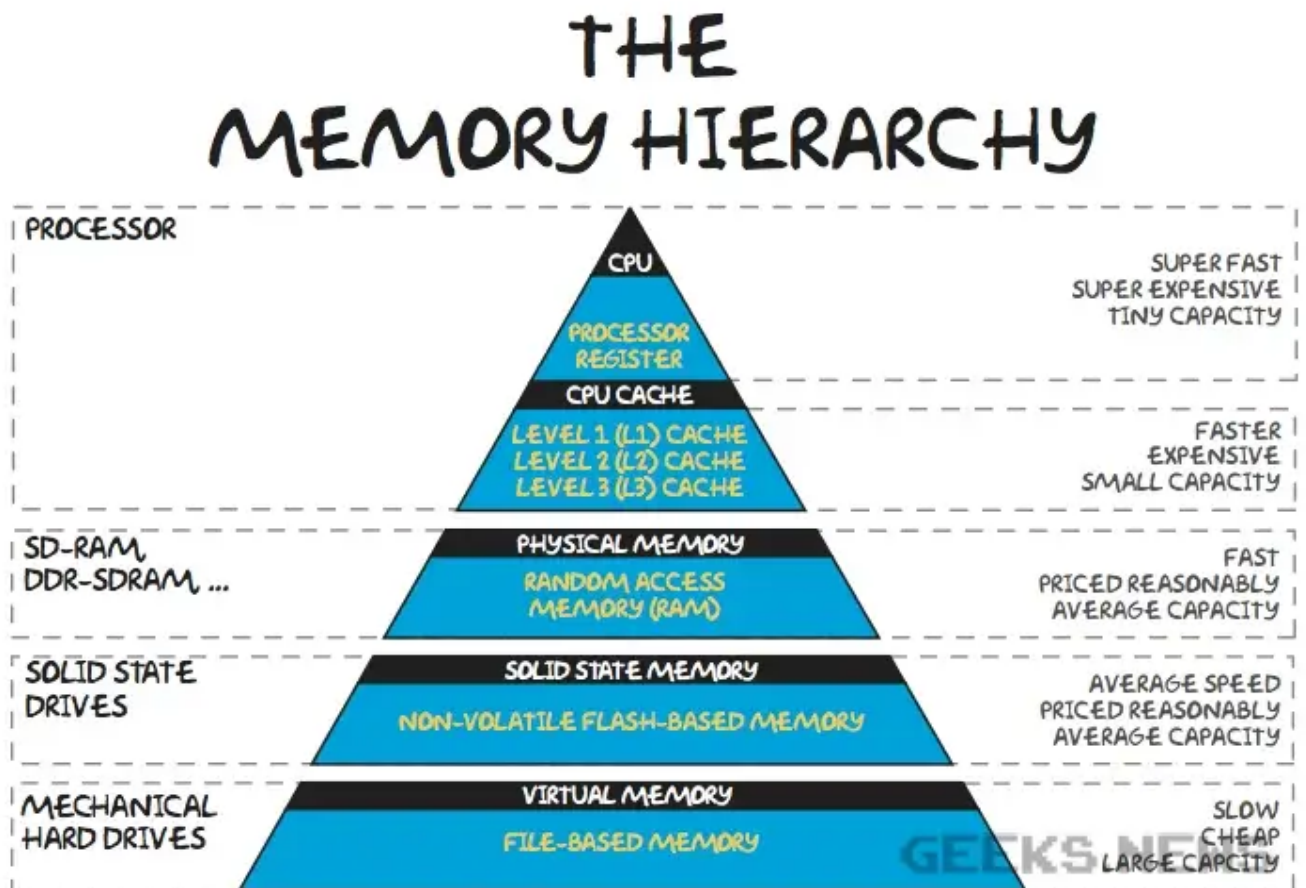 THE
MEMORY HIERARCHY
PROCESSOR
CPU
SUPER FAST
SUPER EXPENSIVE
TINY CAPACITY
PROCESSOR
REGISTER
CPU CACHE
LEVEL 1 (L1) CACHE
LEVEL 2 (L2) CACHE
LEVEL 3 (L3) CACHE
FASTER
EXPENSIVE
SMALL CAPACITY
SD-RAM,
DDR-SDRAM, ...
PHYSICAL MEMORY
RANDOM ACCESS
MEMORY (RAM)
FAST
PRICED REASONABLY
AVERAGE CAPACITY
SOLID STATE
DRIVES
SOLID STATE MEMORY
NON-VOLATILE FLASH-BASED MEMORY
AVERAGE SPEED
PRICED REASONABLY
AVERAGE CAPACITY
MECHANICAL
HARD DRIVES
VIRTUAL MEMORY
FILE-BASED MEMORY
SLOW
CHEAP
LARGE CAPCITY
GEEKS NEWS